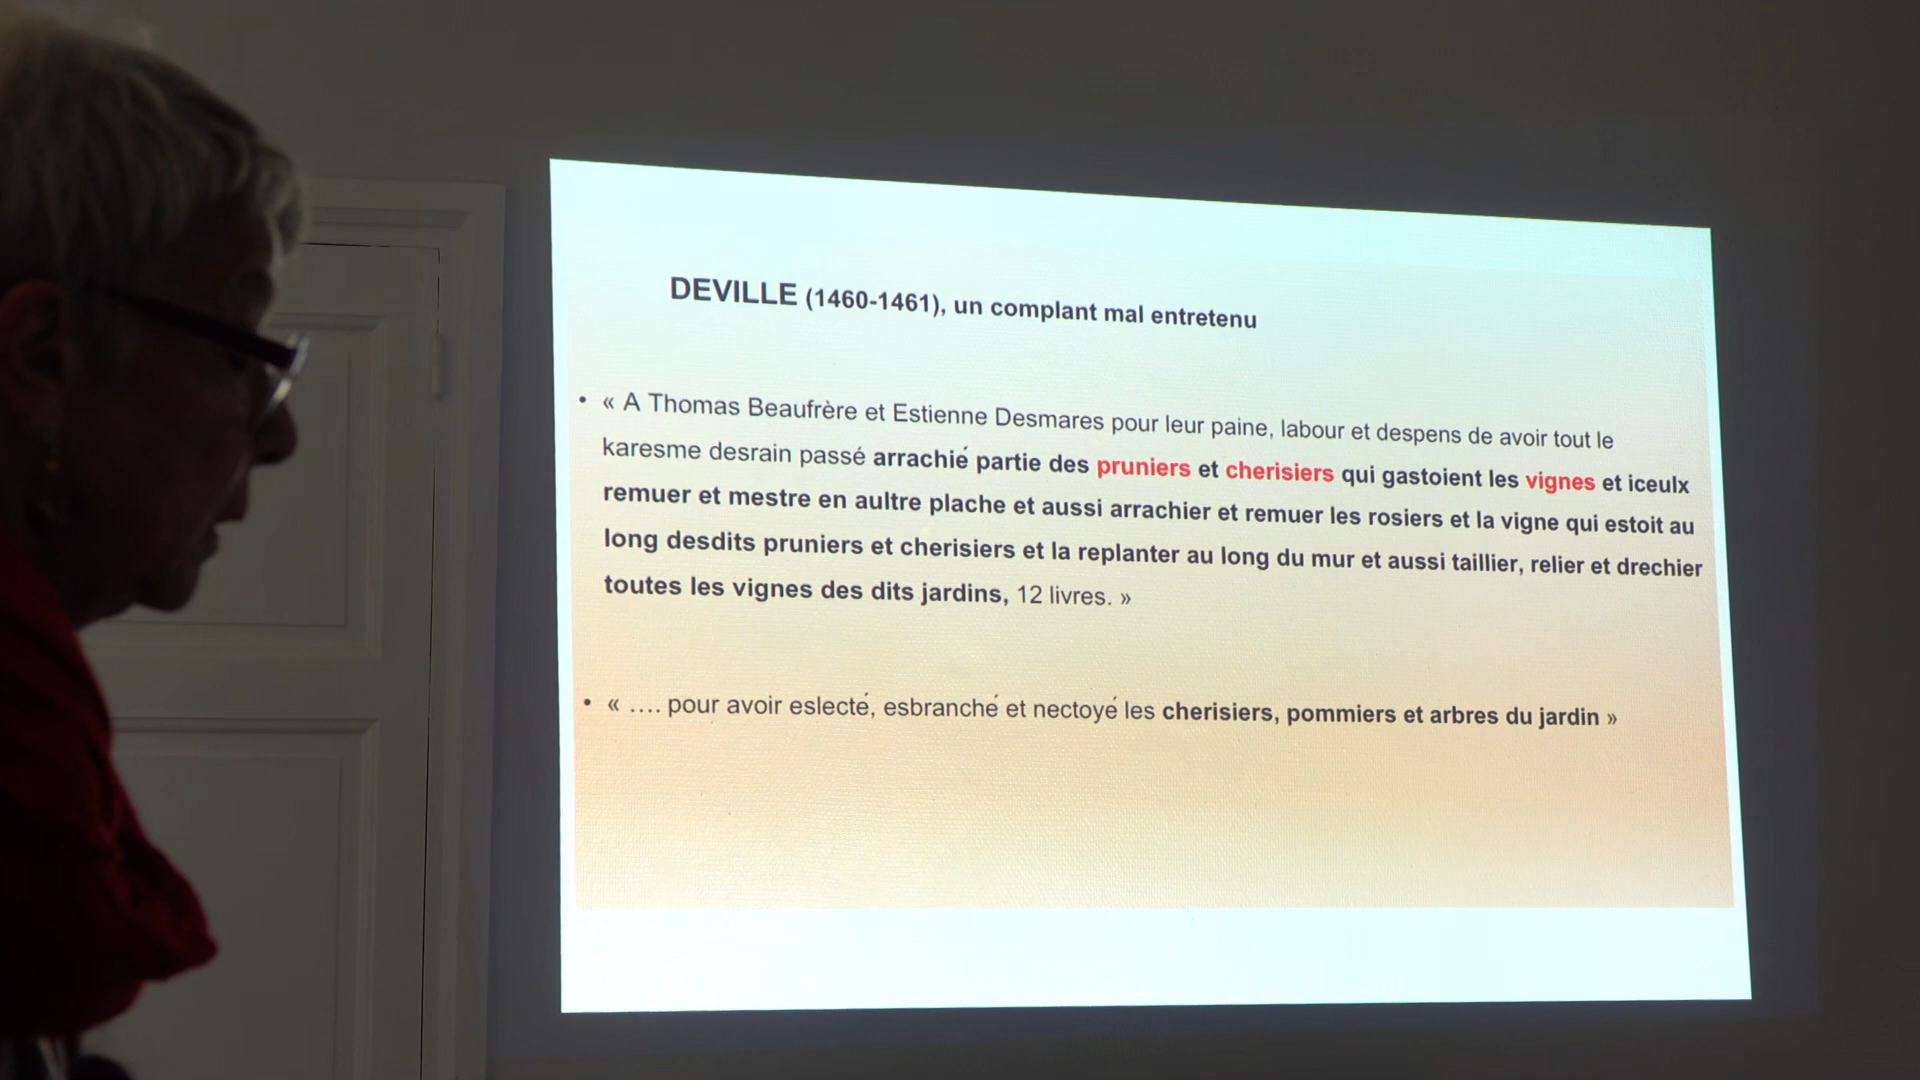 DEVILLE (1460-1461), un complant mal entretenu
• « A Thomas Beaufrère et Estienne Desmares pour leur paine, labour et despens de avoir tout le
karesme desrain passé arrachié partie des pruniers et cherisiers qui gastoient les vignes et iceulx
remuer et mestre en aultre plache et aussi arrachier et remuer les rosiers et la vigne qui estoit au
long desdits pruniers et cherisiers et la replanter au long du mur et aussi taillier, relier et drechier
toutes les vignes des dits jardins, 12 livres. »
• « .... pour avoir eslecté, esbranché et nectoyé les cherisiers, pommiers et arbres du jardin »